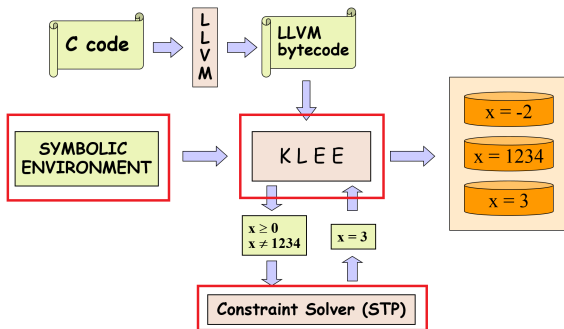 C code
L
L
V
M
LLVM
bytecode
SYMBOLIC
ENVIRONMENT
K L E E
x = -2
x = 1234
x = 3
x ≥ 0
x ≠ 1234
x = 3
Constraint Solver (STP)